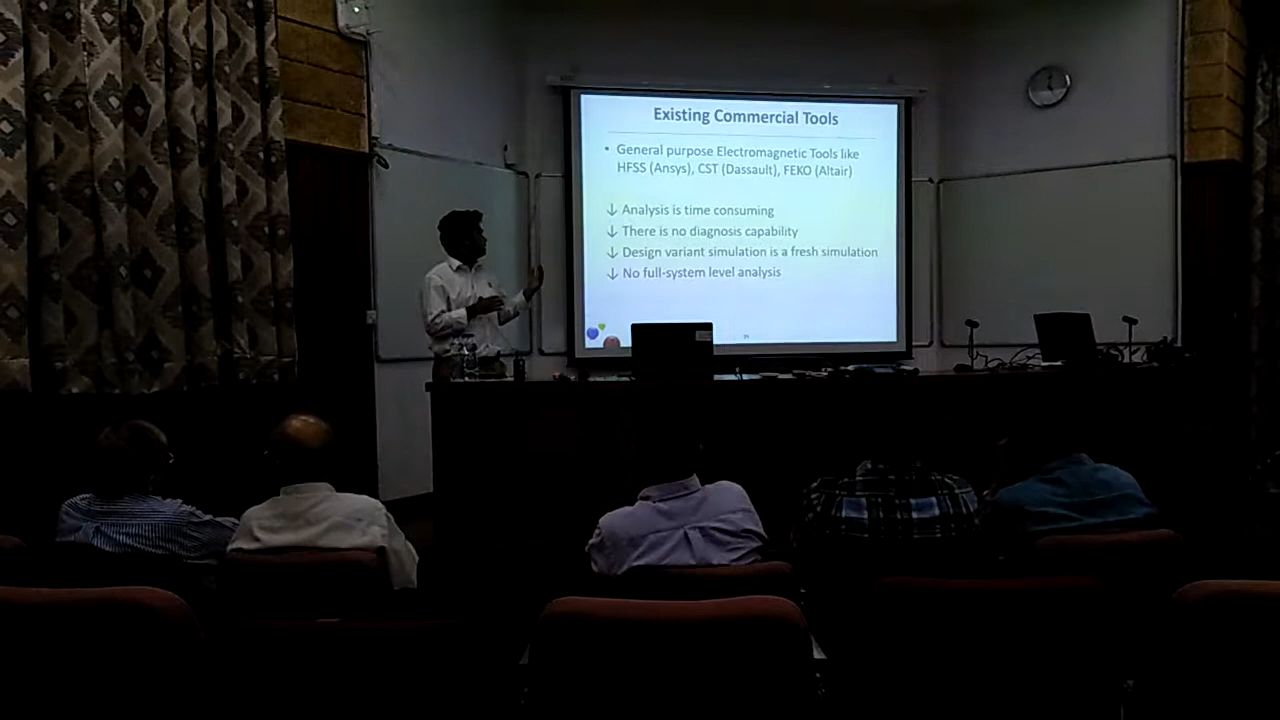 Existing Commercial Tools
• General purpose Electromagnetic Tools like
HFSS (Ansys), CST (Dassault), FEKO (Altair)
↓ Analysis is time consuming
↓ There is no diagnosis capability
↓ Design variant simulation is a fresh simulation
↓ No full-system level analysis